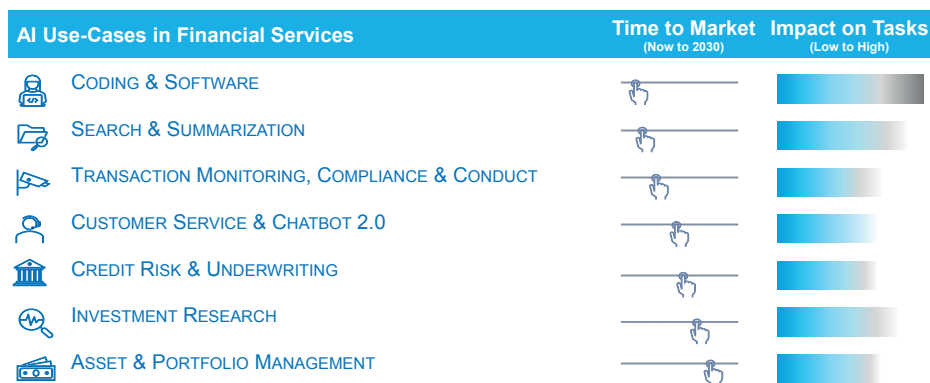 AI Use-Cases in Financial Services
Time to Market
(Now to 2030)
Impact on Tasks
(Low to High)
CODING & SOFTWARE
SEARCH & SUMMARIZATION
TRANSACTION MONITORING, COMPLIANCE & CONDUCT
CUSTOMER SERVICE & CHATBOT 2.0
CREDIT RISK & UNDERWRITING
INVESTMENT RESEARCH
ASSET & PORTFOLIO MANAGEMENT